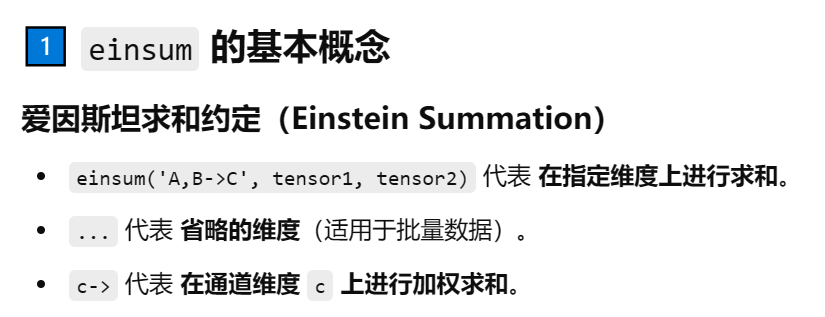 1 einsum 的基本概念
爱因斯坦求和约定（Einstein Summation）
• einsum('A,B->C', tensor1, tensor2) 代表 在指定维度上进行求和。
• ... 代表 省略的维度（适用于批量数据）。
• c-> 代表 在通道维度 c 上进行加权求和。